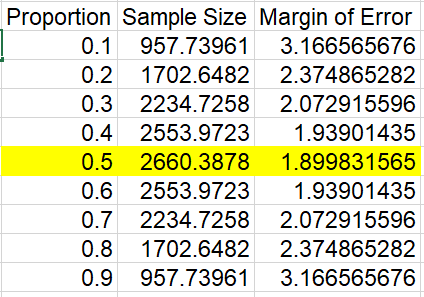 Proportion Sample Size Margin of Error
0.1 957.73961 3.166565676
0.2 1702.6482 2.374865282
0.3 2234.7258 2.072915596
0.4 2553.9723 1.93901435
0.5 2660.3878 1.899831565
0.6 2553.9723 1.93901435
0.7 2234.7258 2.072915596
0.8 1702.6482 2.374865282
0.9 957.73961 3.166565676